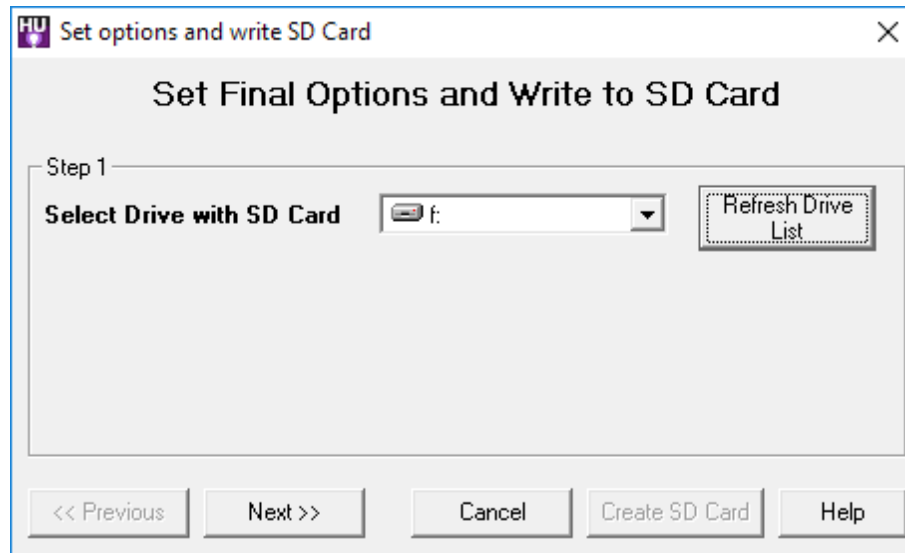 HU Set options and write SD Card
Set Final Options and Write to SD Card
Step 1
Select Drive with SD Card
f:
Refresh Drive
List
<< Previous
Next >>
Cancel
Create SD Card
Help